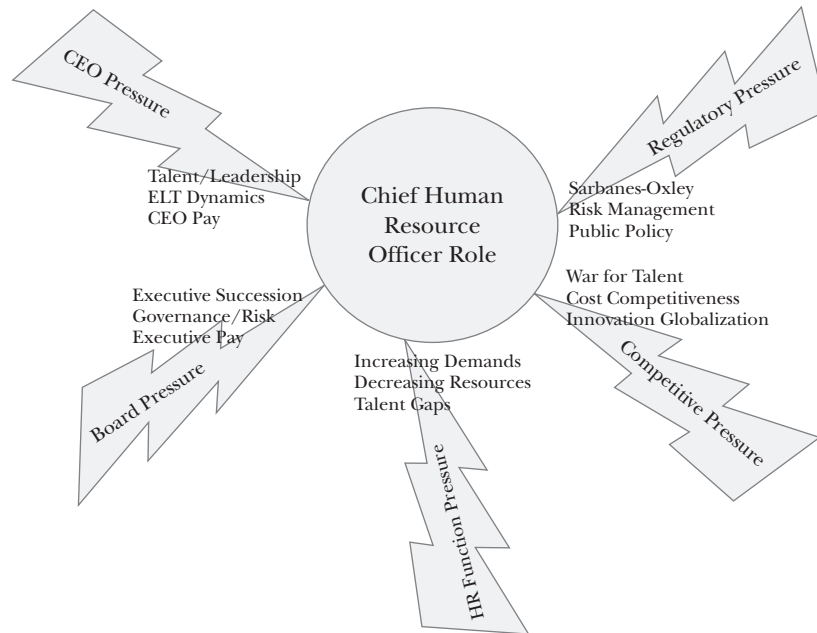 CEO Pressure
Talent/Leadership
ELT Dynamics
CEO Pay
Chief Human
Resource
Officer Role
Regulatory Pressure
Sarbanes-Oxley
Risk Management
Public Policy
War for Talent
Cost Competitiveness
Innovation Globalization
Competitive Pressure
Executive Succession
Governance/Risk
Executive Pay
Board Pressure
Increasing Demands
Decreasing Resources
Talent Gaps
HR Function Pressure